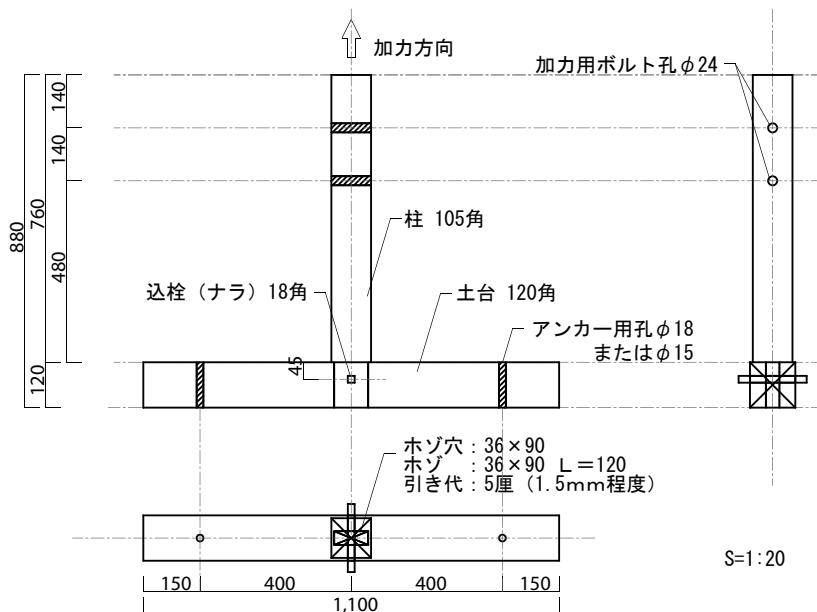 加力方向
加力用ボルト孔φ24
140
140
760
880
480
120
柱 105角
込栓（ナラ）18角
土台 120角
アンカー用孔φ18
またはφ15
45
ホゾ穴：36×90
ホゾ　：36×90 L＝120
引き代：5厘（1.5mm程度）
S=1:20
150
400
400
150
1,100